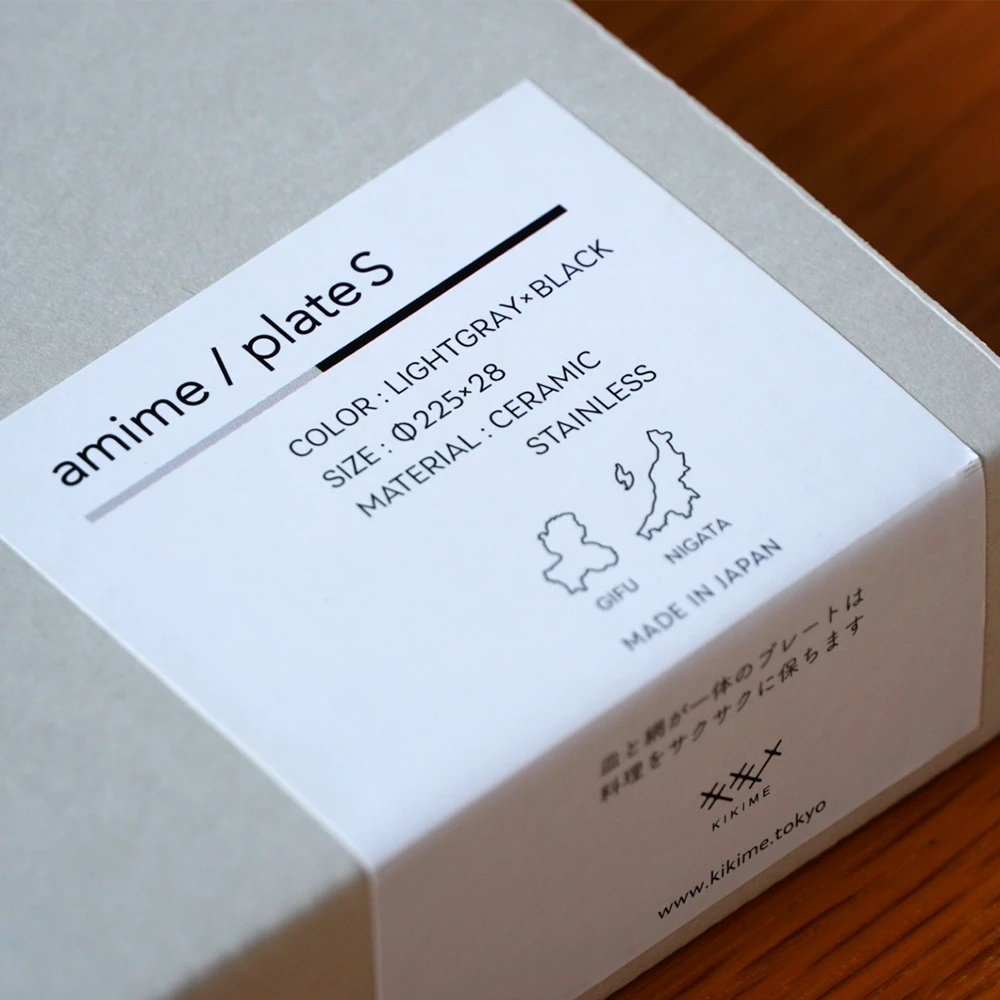 amime / plate S
COLOR : LIGHTGRAY×BLACK
SIZE : Φ225×28
MATERIAL : CERAMIC
STAINLESS
GIFU
NIGATA
MADE IN JAPAN
皿と網が一体のプレートは
料理をサクサクに保ちます
KIKIME
www.kikime.tokyo